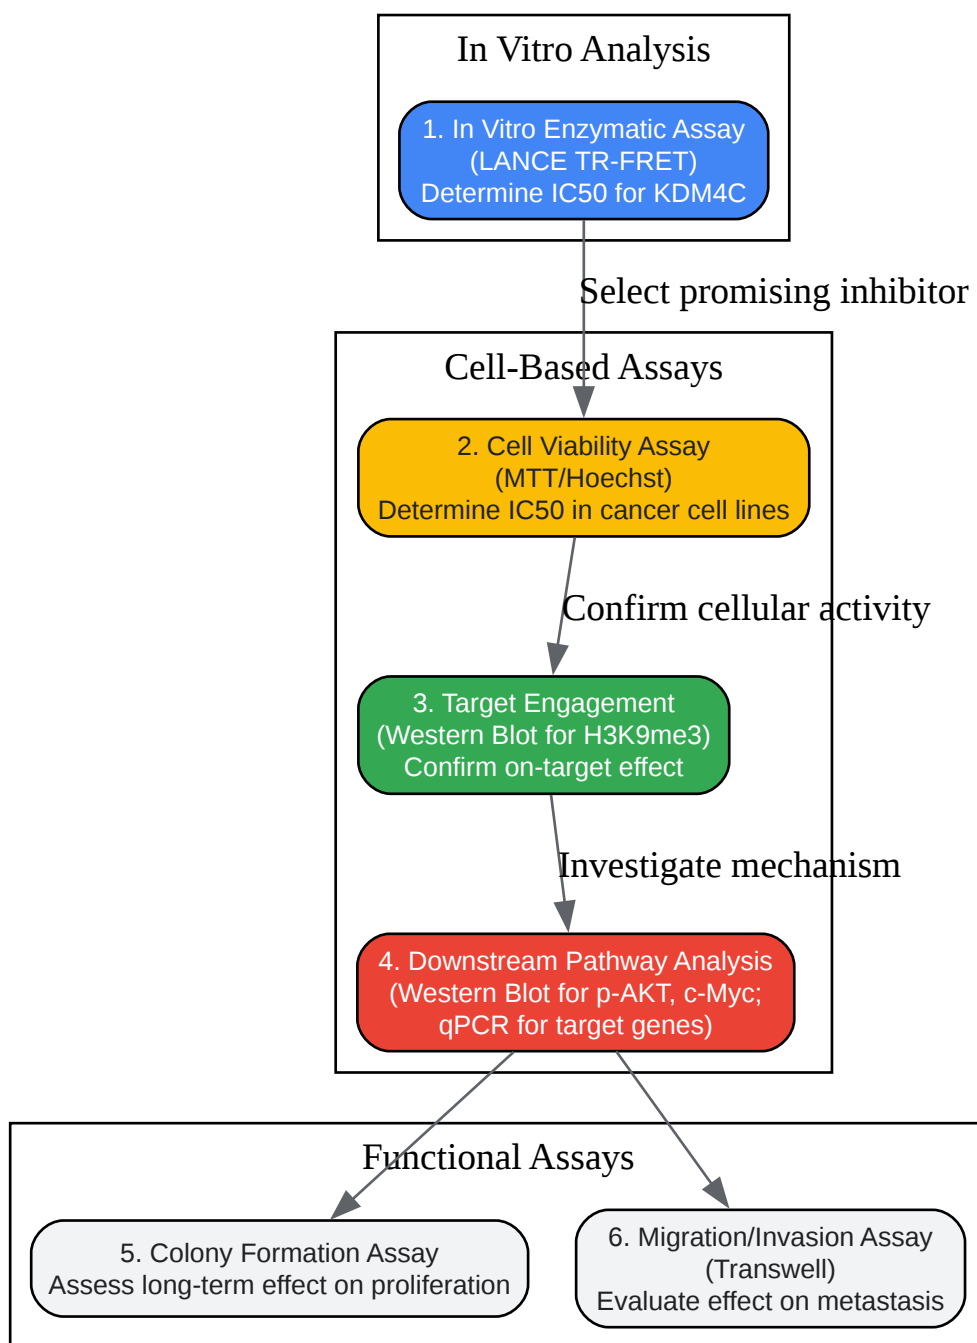 In Vitro Analysis
1. In Vitro Enzymatic Assay
(LANCE TR-FRET)
Determine IC50 for KDM4C
Select promising inhibitor
Cell-Based Assays
2. Cell Viability Assay
(MTT/Hoechst)
Determine IC50 in cancer cell lines
Confirm cellular activity
3. Target Engagement
(Western Blot for H3K9me3)
Confirm on-target effect
Investigate mechanism
4. Downstream Pathway Analysis
(Western Blot for p-AKT, c-Myc;
qPCR for target genes)
Functional Assays
5. Colony Formation Assay
Assess long-term effect on proliferation
6. Migration/Invasion Assay
(Transwell)
Evaluate effect on metastasis